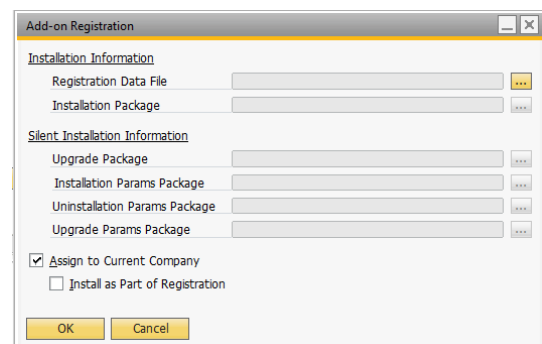 Add-on Registration
Installation Information
Registration Data File
...
Installation Package
...
Silent Installation Information
Upgrade Package
...
Installation Params Package
...
Uninstallation Params Package
...
Upgrade Params Package
...
Assign to Current Company
Install as Part of Registration
OK Cancel